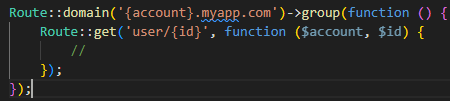 Route::domain('{account}.myapp.com')->group(function () {
    Route::get('user/{id}', function ($account, $id) {
        //
    });
});